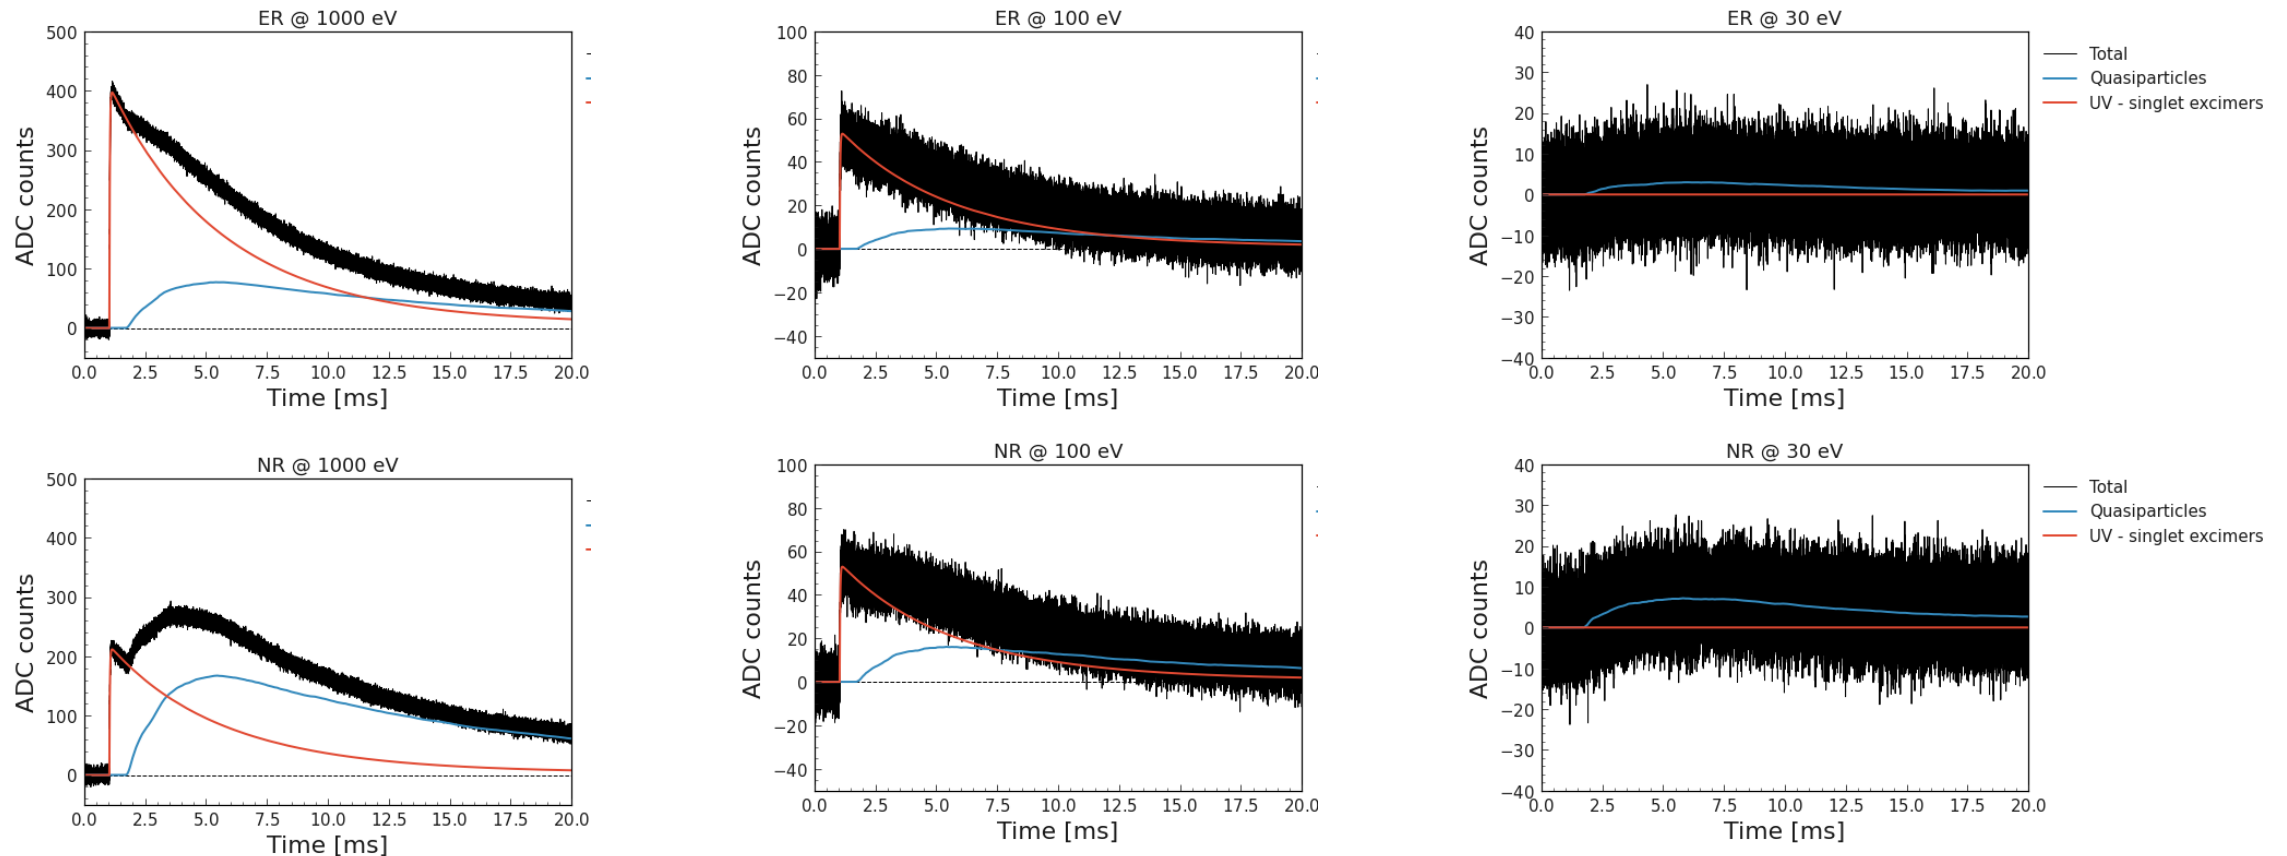 ER @ 1000 eV
500
400
300
200
100
0
ADC counts
0.0 2.5 5.0 7.5 10.0 12.5 15.0 17.5 20.0
Time [ms]
ER @ 100 eV
100
80
60
40
20
0
−20
−40
ADC counts
0.0 2.5 5.0 7.5 10.0 12.5 15.0 17.5 20.0
Time [ms]
ER @ 30 eV
40
30
20
10
0
−10
−20
−30
−40
ADC counts
0.0 2.5 5.0 7.5 10.0 12.5 15.0 17.5 20.0
Time [ms]
Total
Quasiparticles
UV - singlet excimers
NR @ 1000 eV
500
400
300
200
100
0
ADC counts
0.0 2.5 5.0 7.5 10.0 12.5 15.0 17.5 20.0
Time [ms]
NR @ 100 eV
100
80
60
40
20
0
−20
−40
ADC counts
0.0 2.5 5.0 7.5 10.0 12.5 15.0 17.5 20.0
Time [ms]
NR @ 30 eV
40
30
20
10
0
−10
−20
−30
−40
ADC counts
0.0 2.5 5.0 7.5 10.0 12.5 15.0 17.5 20.0
Time [ms]
Total
Quasiparticles
UV - singlet excimers